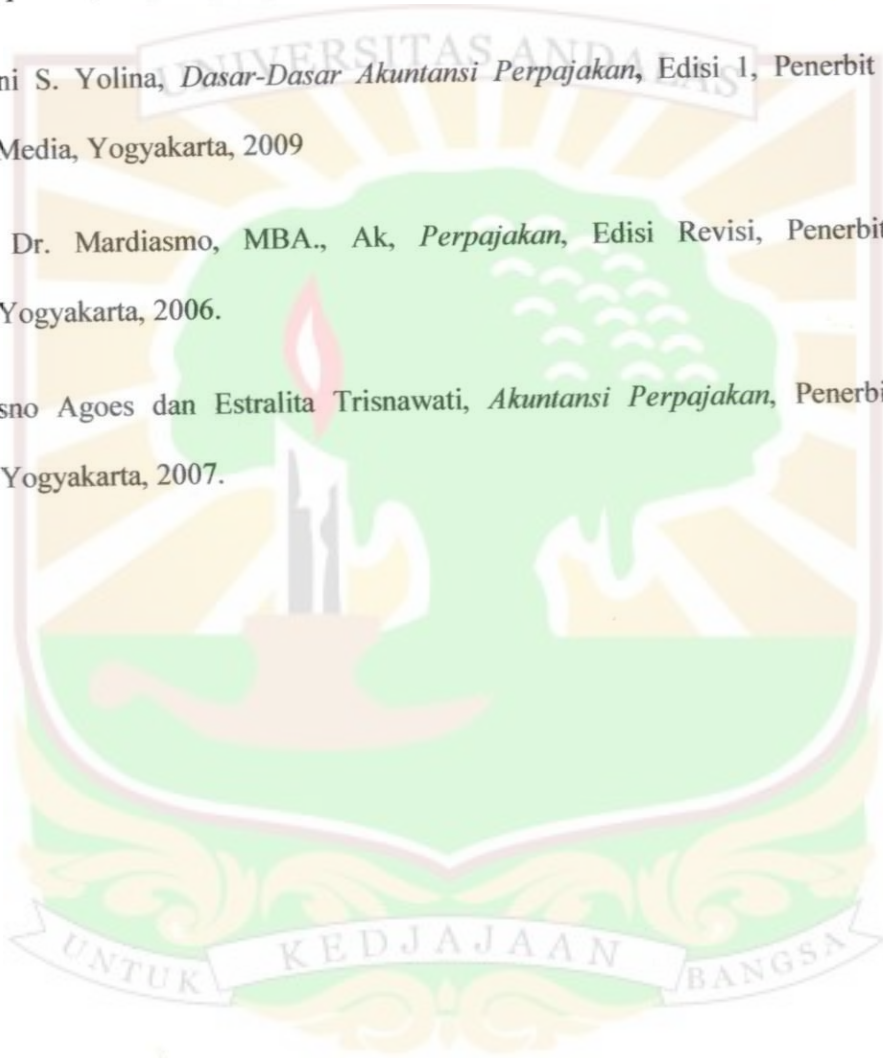 UNIVERSITAS ANDALAS
ni S. Yolina, Dasar-Dasar Akuntansi Perpajakan, Edisi 1, Penerbit
Media, Yogyakarta, 2009
Dr. Mardiasmo, MBA., Ak, Perpajakan, Edisi Revisi, Penerbit
Yogyakarta, 2006.
sno Agoes dan Estralita Trisnawati, Akuntansi Perpajakan, Penerbi
Yogyakarta, 2007.
UNTUK KEDJAJAAN BANGSA